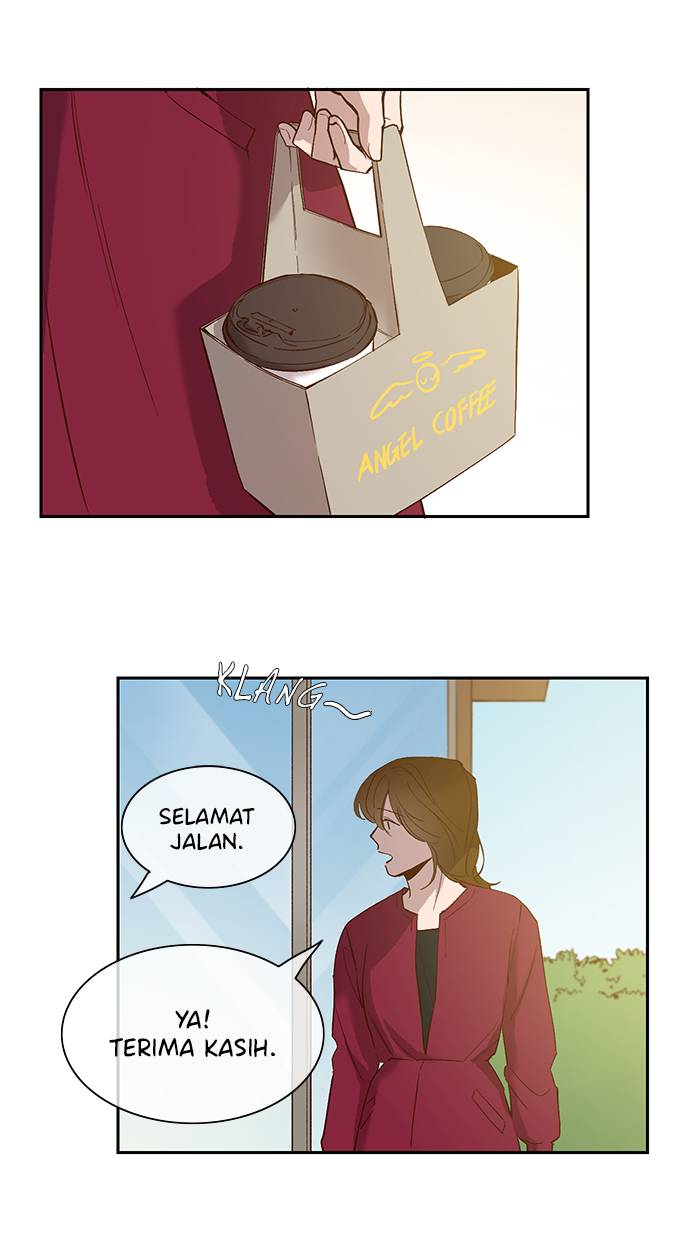 ANGEL COFFEE
KLANG~
SELAMAT
JALAN.
YA!
TERIMA KASIH.